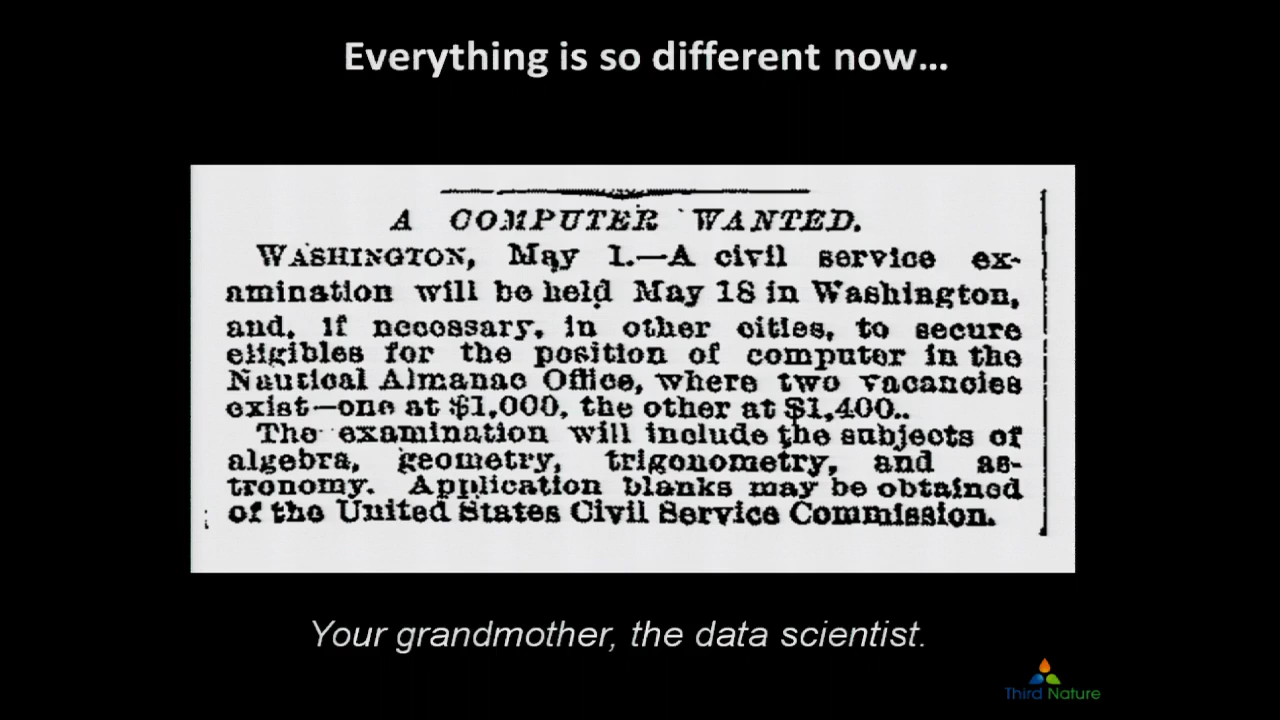 Everything is so different now...
A COMPUTER WANTED.
WASHINGTON, May 1.—A civil service ex-
amination will be held May 18 in Washington,
and, if necessary, in other cities, to secure
eligibles for the position of computer in the
Nautical Almanac Office, where two vacancies
exist—one at $1,000, the other at $1,400..
The examination will include the subjects of
algebra, geometry, trigonometry, and as-
tronomy. Application blanks may be obtained
of the United States Civil Service Commission.
Your grandmother, the data scientist.
Third Nature